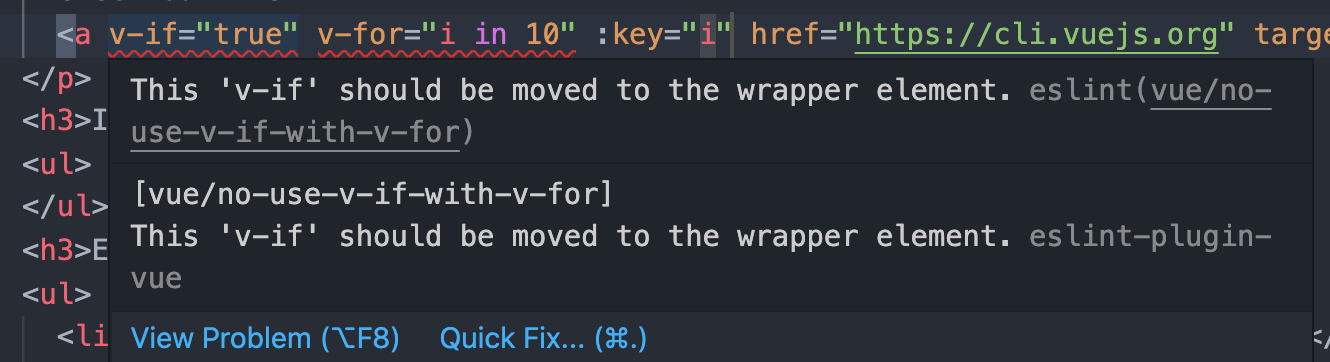 <a v-if="true" v-for="i in 10" :key="i" href="https://cli.vuejs.org" targe
</p>
This 'v-if' should be moved to the wrapper element. eslint(vue/no-
<h3>I
use-v-if-with-v-for)
<ul>
[vue/no-use-v-if-with-v-for]
</ul>
This 'v-if' should be moved to the wrapper element. eslint-plugin-
<h3>E
vue
<ul>
View Problem (⌥F8) Quick Fix... (⌘.)
<li
</